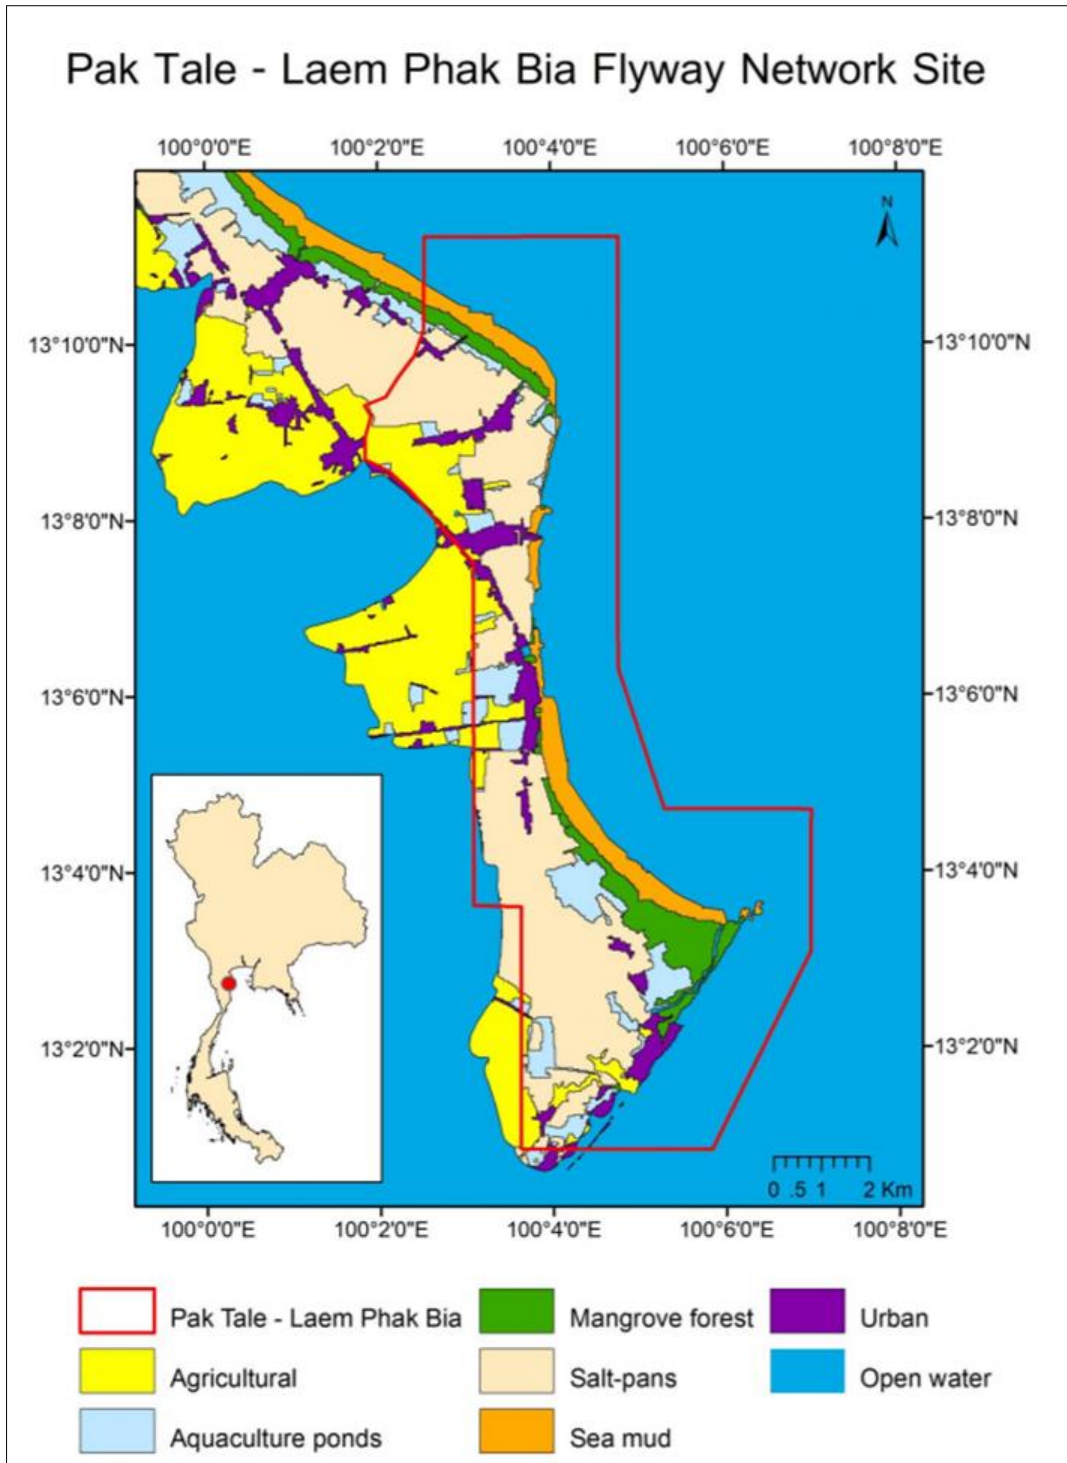 Pak Tale - Laem Phak Bia Flyway Network Site
100°0'0"E 100°2'0"E 100°4'0"E 100°6'0"E 100°8'0"E
N
13°10'0"N 13°10'0"N
13°8'0"N 13°8'0"N
13°6'0"N 13°6'0"N
13°4'0"N 13°4'0"N
13°2'0"N 13°2'0"N
0 .5 1 2 Km
100°0'0"E 100°2'0"E 100°4'0"E 100°6'0"E 100°8'0"E
Pak Tale - Laem Phak Bia Mangrove forest Urban
Agricultural Salt-pans Open water
Aquaculture ponds Sea mud